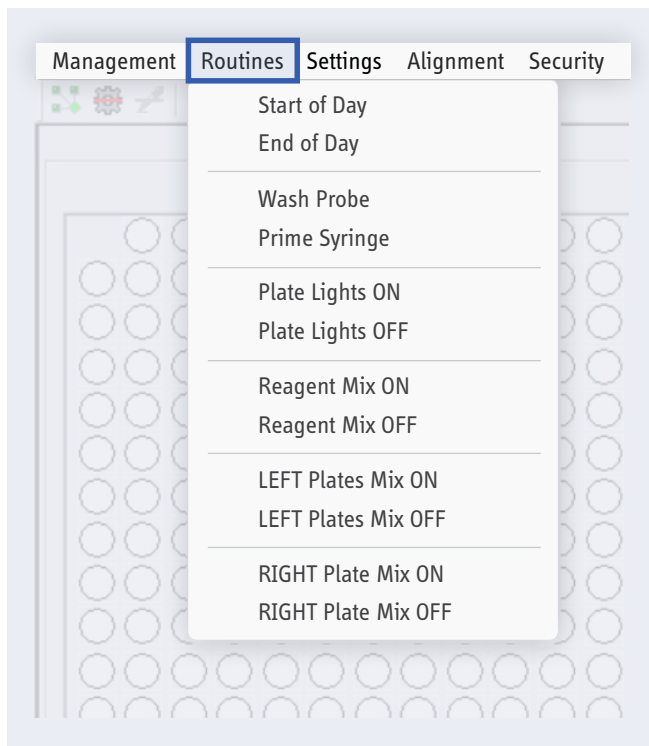 Management Routines Settings Alignment Security
Start of Day
End of Day
Wash Probe
Prime Syringe
Plate Lights ON
Plate Lights OFF
Reagent Mix ON
Reagent Mix OFF
LEFT Plates Mix ON
LEFT Plates Mix OFF
RIGHT Plate Mix ON
RIGHT Plate Mix OFF